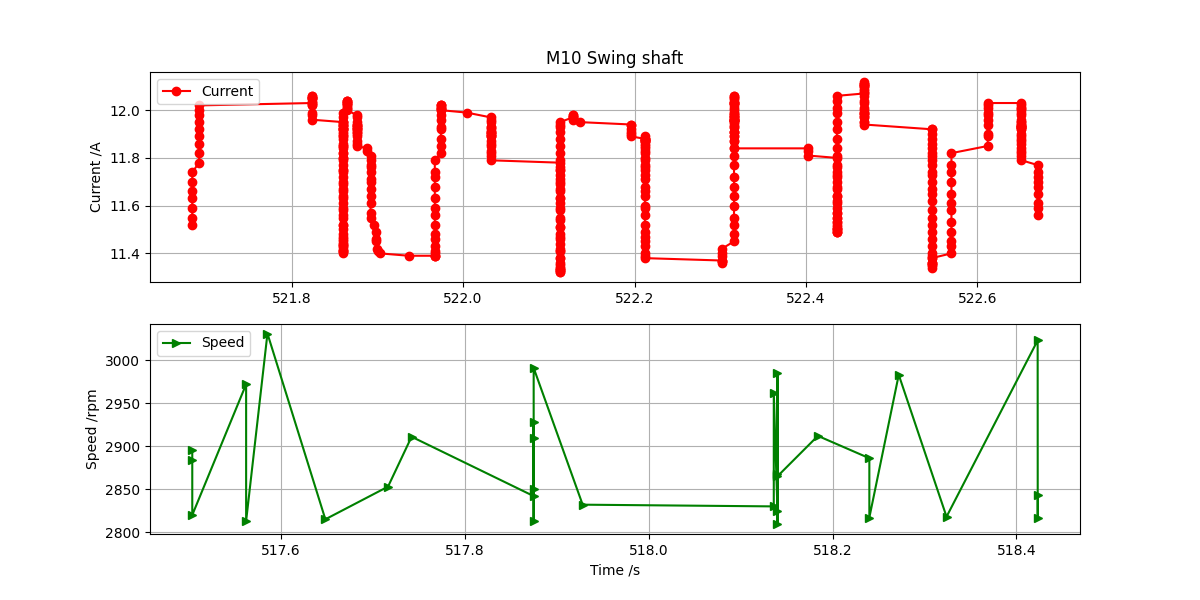 M10 Swing shaft
Current
Current /A
12.0
11.8
11.6
11.4
521.8 522.0 522.2 522.4 522.6
Speed
Speed /rpm
3000
2950
2900
2850
2800
517.6 517.8 518.0 518.2 518.4
Time /s